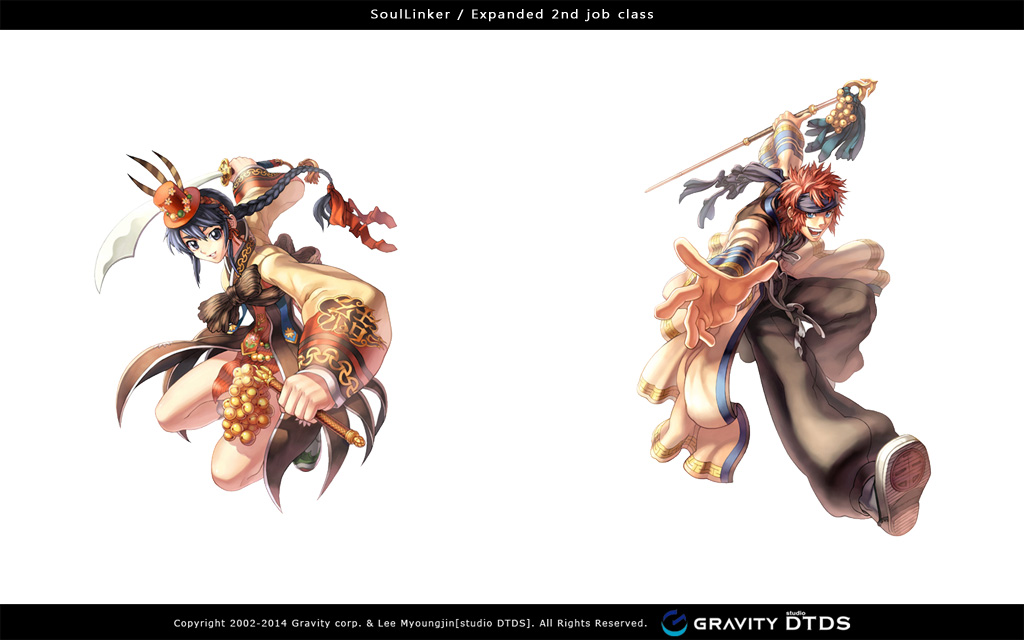 SoulLinker / Expanded 2nd job class
Copyright 2002-2014 Gravity corp. & Lee Myoungjin[studio DTDS]. All Rights Reserved.
GRAVITY studio DTDS